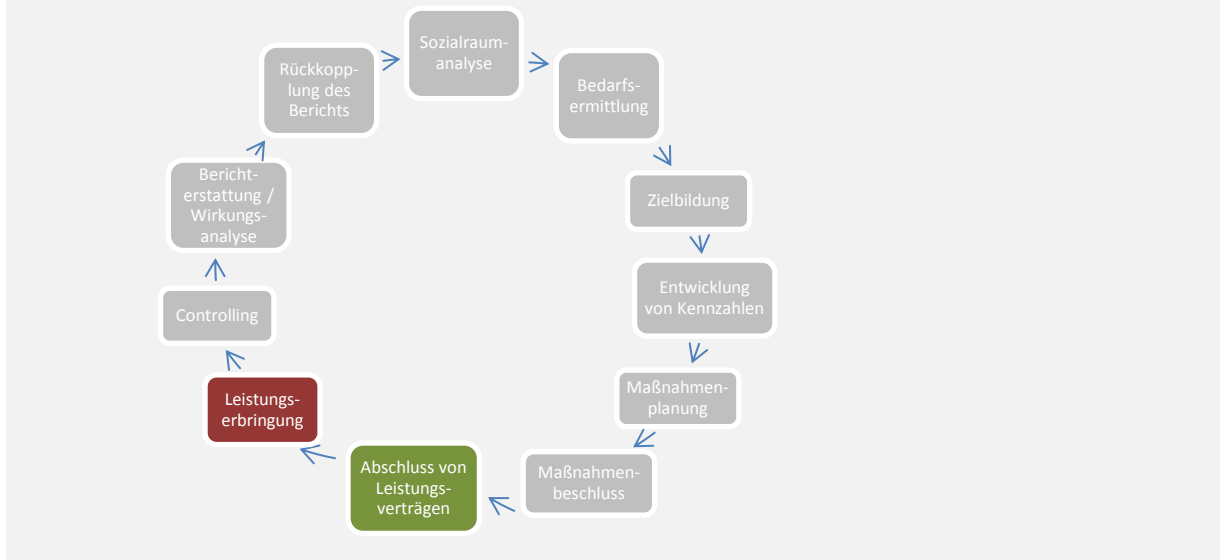 Sozialraum-
analyse
Bedarfs-
ermittlung
Zielbildung
Entwicklung
von Kennzahlen
Maßnahmen-
planung
Maßnahmen-
beschluss
Abschluss von
Leistungs-
verträgen
Leistungs-
erbringung
Controlling
Bericht-
erstattung /
Wirkungs-
analyse
Rückkopp-
lung des
Berichts